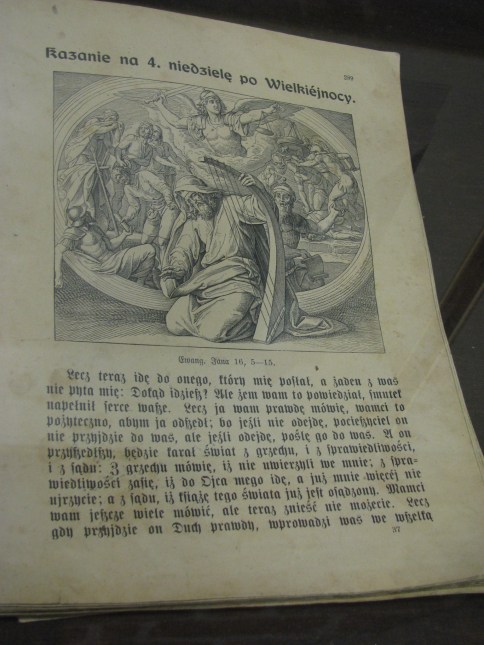 289
Kazanie na 4. niedzielę po Wielkiéjnocy.
Ewang. Jana 16, 5—15.
Lecz teraz idę do onego, który mię posłał, a żaden z was
nie pyta mię: Dokąd idziesz? Ale żem wam to powiedział, smutek
napełnił serce wasze. Lecz ja wam prawdę mówię, wamci to
pożyteczno, abym ja odszedł; bo jeśli nie odejdę, pocieszyciel on
nie przyjdzie do was, ale jeśli odejdę, poślę go do was. A on
przyszedłszy, będzie karał świat z grzechu, i z sprawiedliwości,
i z sądu: Z grzechu mówię, iż nie uwierzyli we mnie; z spra-
wiedliwości zasię, iż do Ojca mego idę, a już mnie więcéj nie
ujrzycie; a z sądu, iż książę tego świata już jest osądzony. Mamci
wam jeszcze wiele mówić, ale teraz znieść nie możecie. Lecz
gdy przyjdzie on Duch prawdy, wprowadzi was we wszelką
37